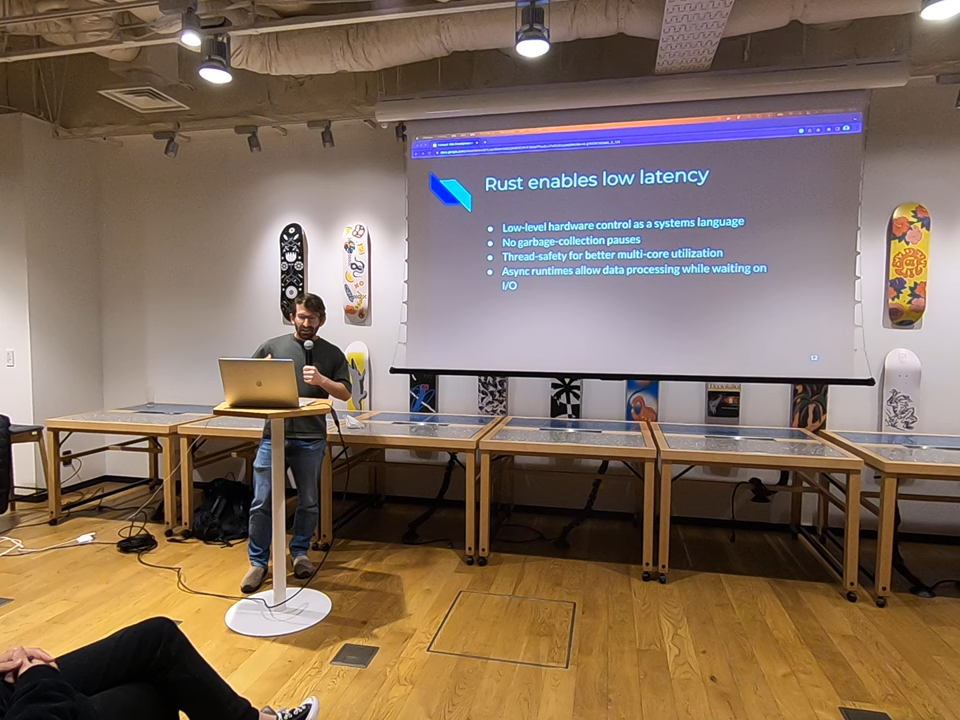 Rust enables low latency
● Low-level hardware control as a systems language
● No garbage-collection pauses
● Thread-safety for better multi-core utilization
● Async runtimes allow data processing while waiting on
I/O
12